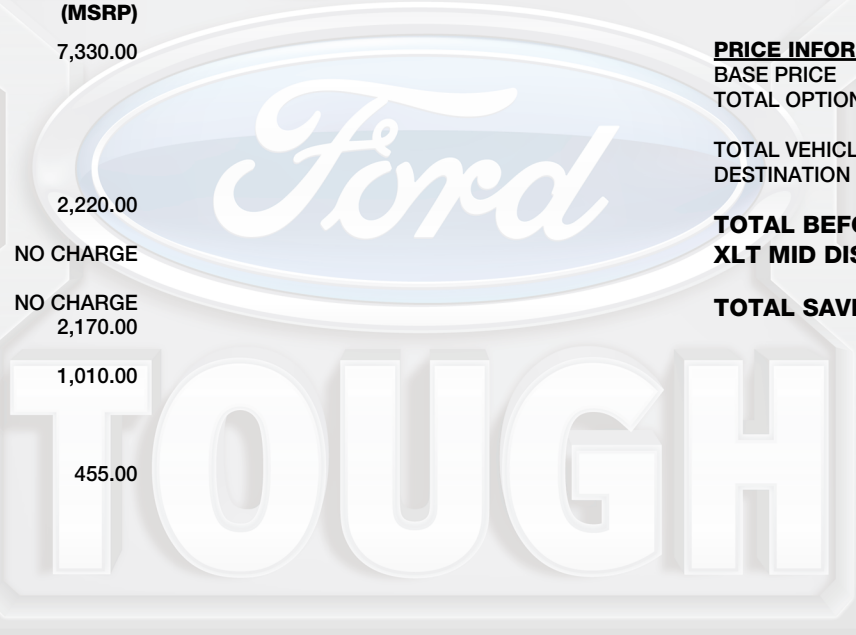 (MSRP)
7,330.00
2,220.00
NO CHARGE
NO CHARGE
2,170.00
1,010.00
455.00
PRICE INFOR
BASE PRICE
TOTAL OPTION
TOTAL VEHICL
DESTINATION
TOTAL BEFO
XLT MID DIS
TOTAL SAVI
Ford
TOUGH